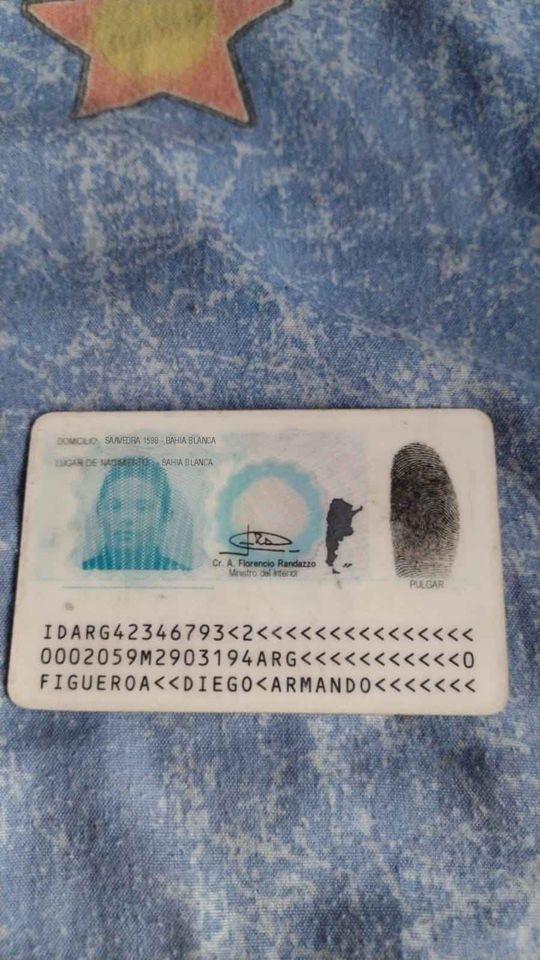 DOMICILIO: SAAVEDRA 1598 - BAHIA BLANCA
LUGAR DE NACIMIENTO: - BAHIA BLANCA
Cr. A. Florencio Randazzo
Ministro del Interior
PULGAR
IDARG42346793<2<<<<<<<<<<<<<<<
0002059M2903194ARG<<<<<<<<<<<0
FIGUEROA<<DIEGO<ARMANDO<<<<<<<